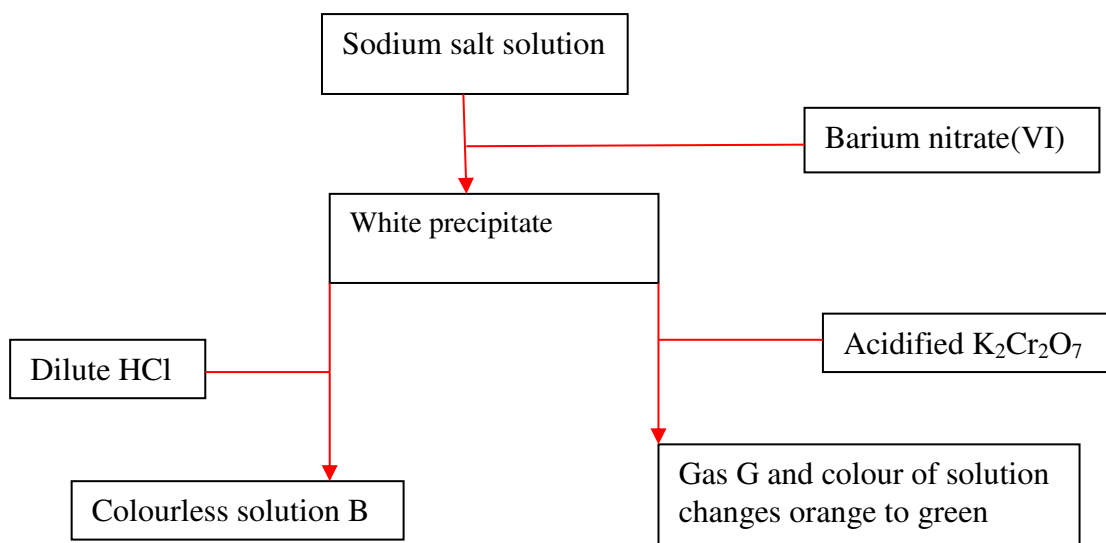 Sodium salt solution
Barium nitrate(VI)
White precipitate
Dilute HCl
Acidified K₂Cr₂O₇
Colourless solution B
Gas G and colour of solution
changes orange to green